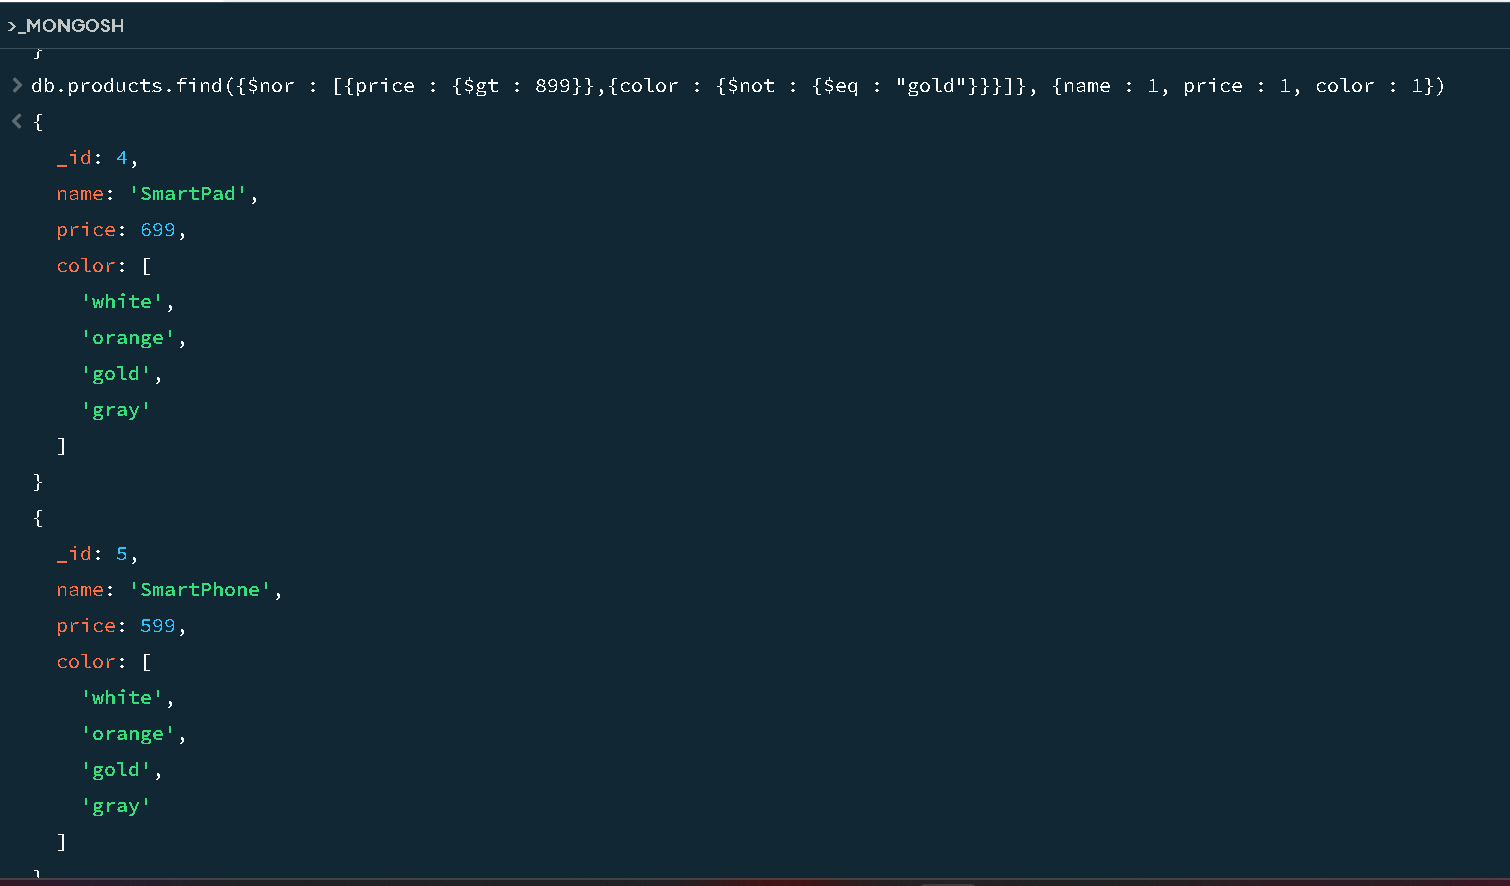 >_MONGOSH
}
> db.products.find({$nor : [{price : {$gt : 899}},{color : {$not : {$eq : "gold"}}}]}, {name : 1, price : 1, color : 1})
< {
_id: 4,
name: 'SmartPad',
price: 699,
color: [
'white',
'orange',
'gold',
'gray'
]
}
{
_id: 5,
name: 'SmartPhone',
price: 599,
color: [
'white',
'orange',
'gold',
'gray'
]
}